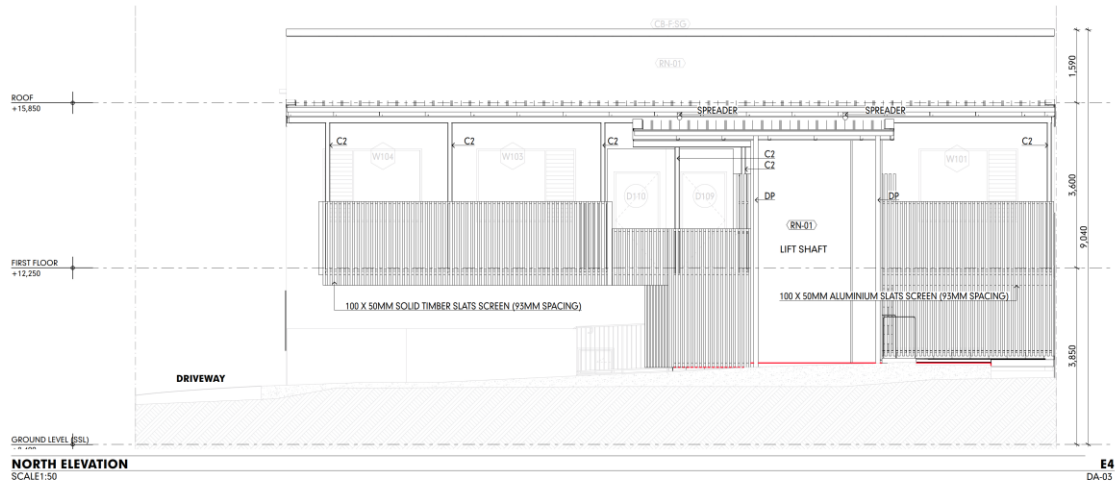 CB-F-SG
RN-01
ROOF
+15,850
1,590
SPREADER SPREADER
C2 C2 C2 C2
W104 W103 W101
C2
C2
D110 D109
DP DP
3,600
9,040
RN-01
LIFT SHAFT
FIRST FLOOR
+12,250
100 X 50MM SOLID TIMBER SLATS SCREEN (93MM SPACING)
100 X 50MM ALUMINIUM SLATS SCREEN (93MM SPACING)
3,850
DRIVEWAY
GROUND LEVEL (SSL)
NORTH ELEVATION
SCALE1:50
E4
DA-03